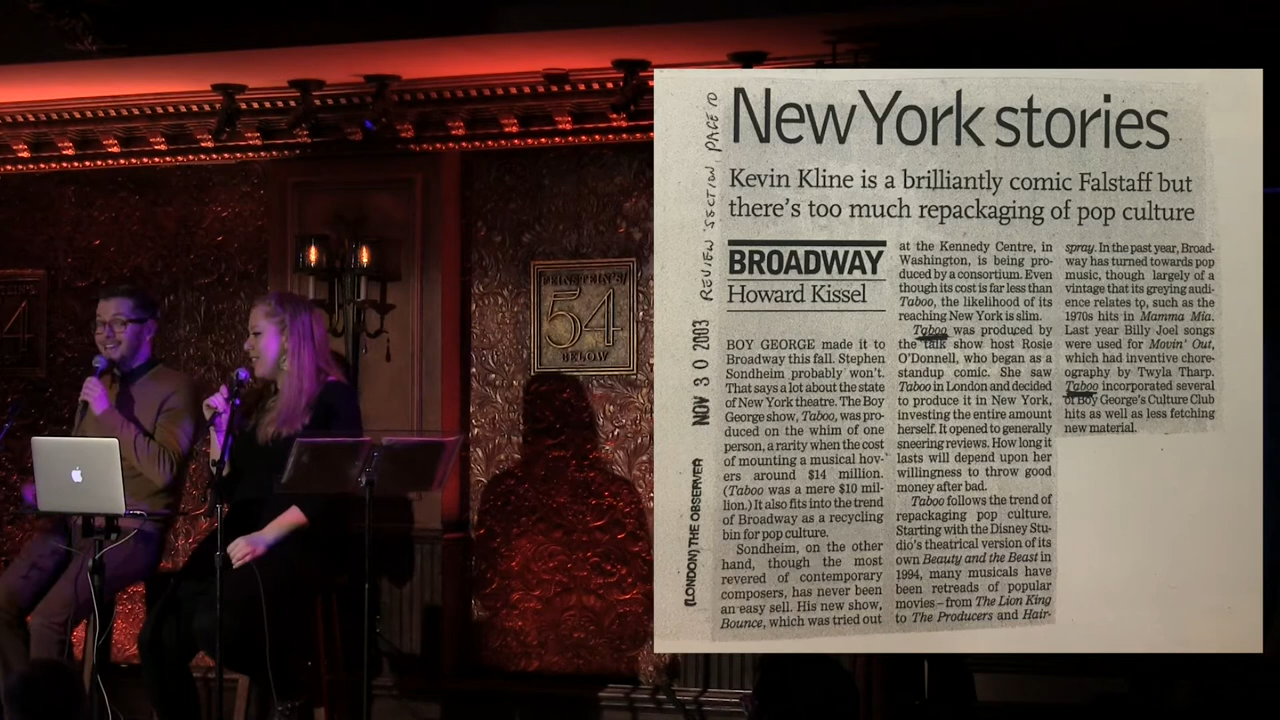 FEINSTEIN'S/
54
BELOW
REVIEW SECTION, PAGE 10
NOV 30 2003
(LONDON) THE OBSERVER
New York stories
Kevin Kline is a brilliantly comic Falstaff but
there's too much repackaging of pop culture
BROADWAY
Howard Kissel
BOY GEORGE made it to
Broadway this fall. Stephen
Sondheim probably won't.
That says a lot about the state
of New York theatre. The Boy
George show, Taboo, was pro-
duced on the whim of one
person, a rarity when the cost
of mounting a musical hov-
ers around $14 million.
(Taboo was a mere $10 mil-
lion.) It also fits into the trend
of Broadway as a recycling
bin for pop culture.
Sondheim, on the other
hand, though the most
revered of contemporary
composers, has never been
an easy sell. His new show,
Bounce, which was tried out
at the Kennedy Centre, in
Washington, is being pro-
duced by a consortium. Even
though its cost is far less than
Taboo, the likelihood of its
reaching New York is slim.
Taboo was produced by
the talk show host Rosie
O'Donnell, who began as a
standup comic. She saw
Taboo in London and decided
to produce it in New York,
investing the entire amount
herself. It opened to generally
sneering reviews. How long it
lasts will depend upon her
willingness to throw good
money after bad.
Taboo follows the trend of
repackaging pop culture.
Starting with the Disney Stu-
dio's theatrical version of its
own Beauty and the Beast in
1994, many musicals have
been retreads of popular
movies – from The Lion King
to The Producers and Hair-
spray. In the past year, Broad-
way has turned towards pop
music, though largely of a
vintage that its greying audi-
ence relates to, such as the
1970s hits in Mamma Mia.
Last year Billy Joel songs
were used for Movin' Out,
which had inventive chore-
ography by Twyla Tharp.
Taboo incorporated several
of Boy George's Culture Club
hits as well as less fetching
new material.